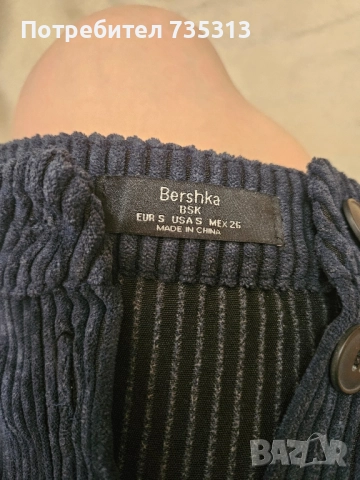 Потребител 735313
Bershka
BSK
EUR S USA S MEX 26
MADE IN CHINA
BAZAR